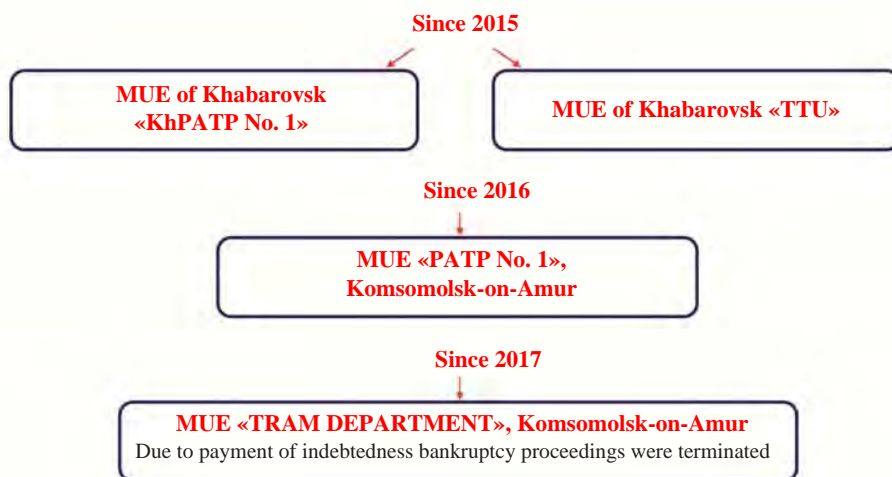 Since 2015
MUE of Khabarovsk
«KhPATP No. 1»
MUE of Khabarovsk «TTU»
Since 2016
MUE «PATP No. 1»,
Komsomolsk-on-Amur
Since 2017
MUE «TRAM DEPARTMENT», Komsomolsk-on-Amur
Due to payment of indebtedness bankruptcy proceedings were terminated